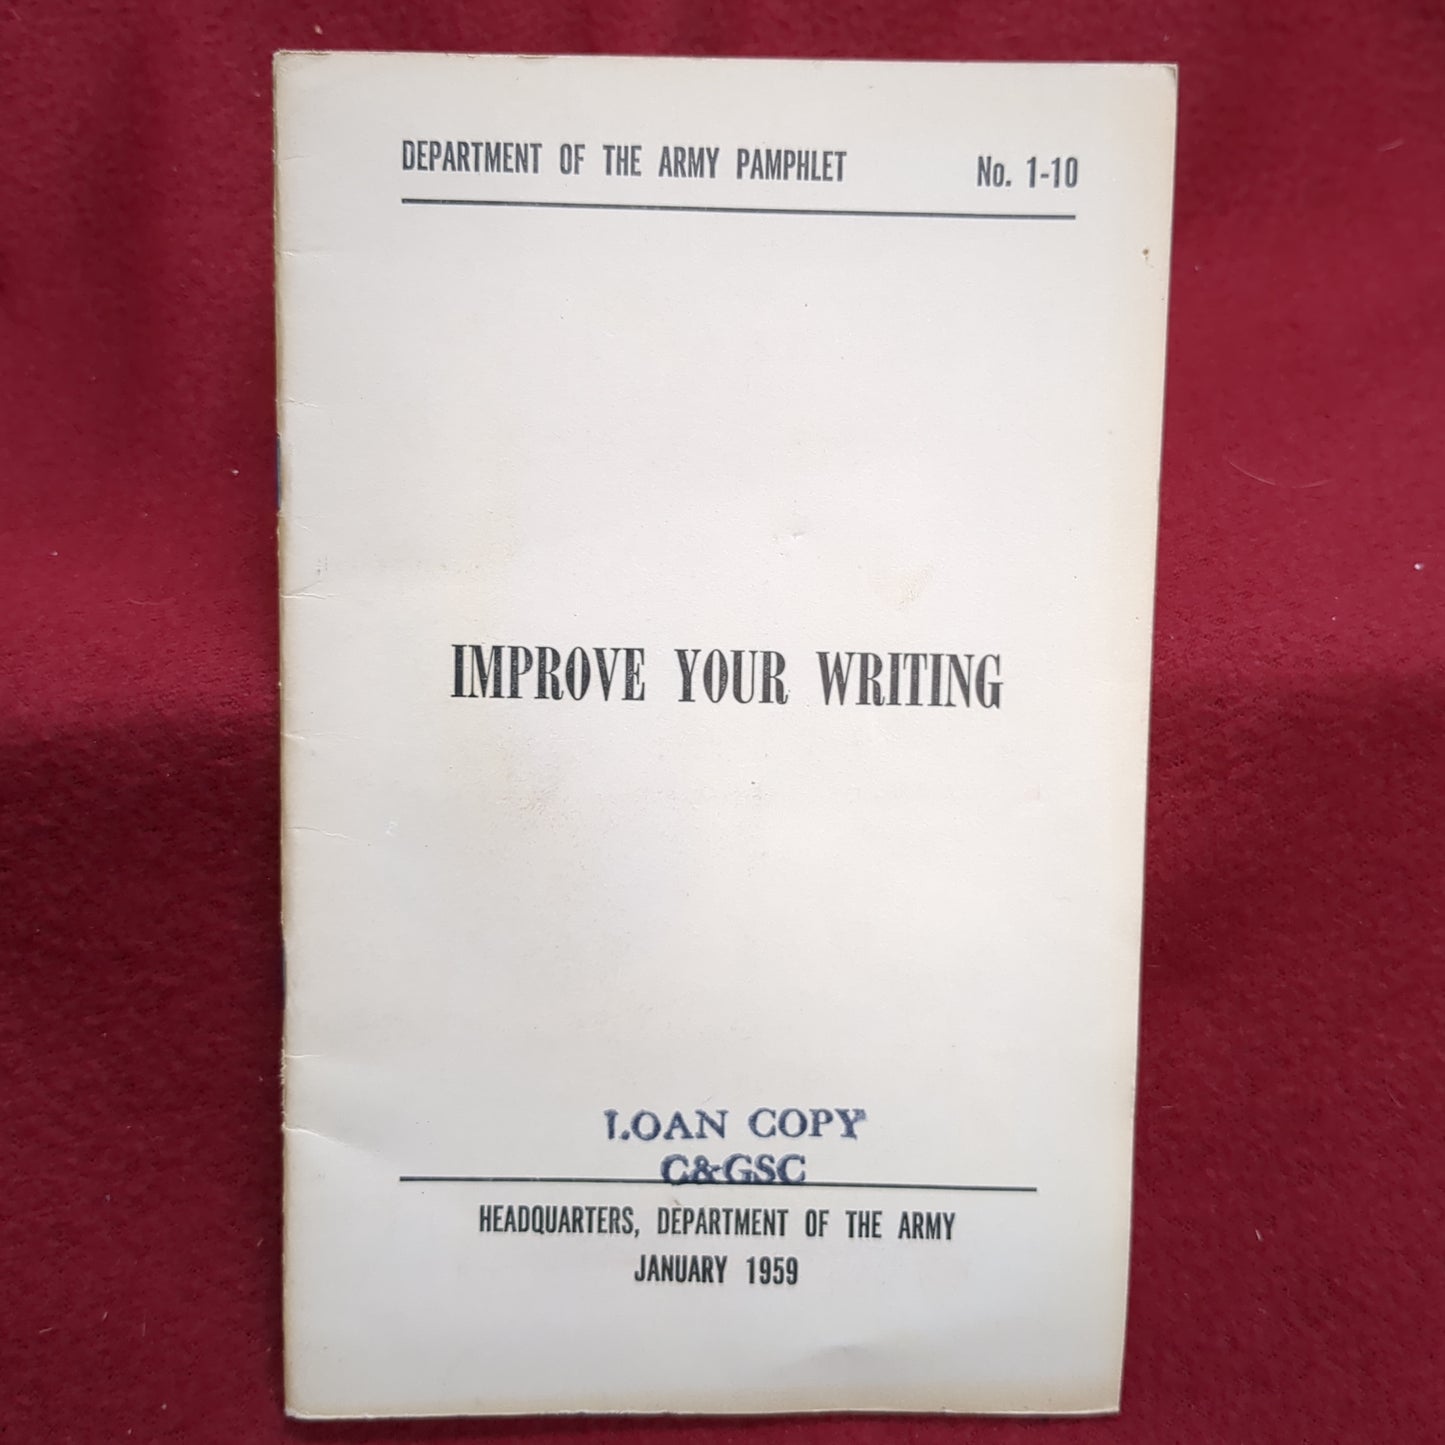 DEPARTMENT OF THE ARMY PAMPHLET No. 1-10
IMPROVE YOUR WRITING
LOAN COPY
C&GSC
HEADQUARTERS, DEPARTMENT OF THE ARMY
JANUARY 1959